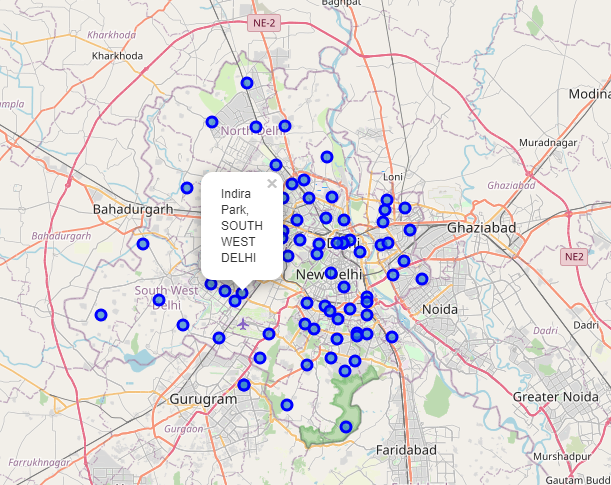 Baghpat
NE-2
Kharkhoda
Kharkhoda
Modina
North Delhi
Muradnagar
Loni
Ghaziabad
Indira
Park,
SOUTH
WEST
DELHI
×
Bahadurgarh
Bahadurgarh
Ghaziabad
Delhi
NE2
New Delhi
South West
Delhi
Noida
Dadri
Dadri
Gurugram
Greater Noida
Gurgaon
Faridabad
Murshadpur
Farrukhnagar
Gautam Budd